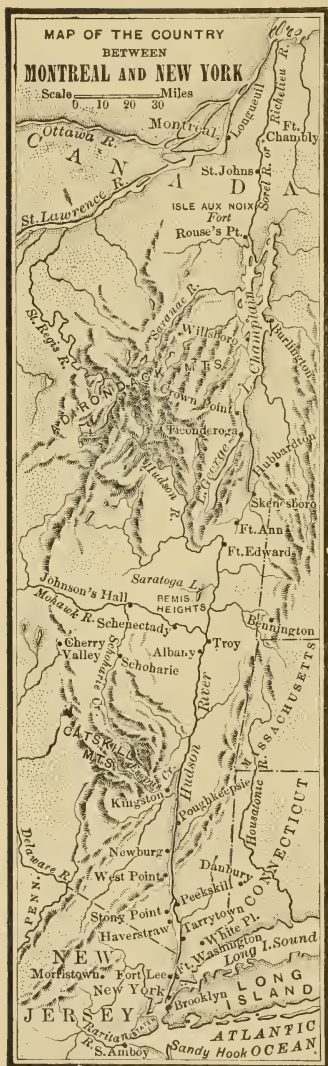 MAP OF THE COUNTRY
BETWEEN
MONTREAL AND NEW YORK
Scale Miles
0 10 20 30
Ottawa R.
Montreal
Longueuil
Sorel R. or Richelieu R.
Ft. Chambly
CANADA
St. Johns
St. Lawrence R.
ISLE AUX NOIX
Fort
Rouse's Pt.
St. Regis R.
Saranac R.
Willsboro
L. Champlain
Burlington
ADIRONDACK MTS.
Crown Point
Ticonderoga
L. George
Hubbardton
Hudson R.
Skenesboro
Ft. Ann
Ft. Edward
Saratoga L.
BEMIS HEIGHTS
Johnson's Hall
Mohawk R.
Schenectady
Bennington
Cherry Valley
Albany
Troy
Schoharie Cr.
Schoharie
MASSACHUSETTS
CATSKILL MTS.
Hudson River
Housatonic R.
Kingston
Poughkeepsie
Delaware R.
Newburg
Danbury
CONNECTICUT
West Point
PENN.
Peekskill
Stony Point
Tarrytown
Haverstraw
White Pl.
Ft. Washington
Long I. Sound
NEW JERSEY
Morristown
Fort Lee
New York
LONG ISLAND
Brooklyn
Raritan R.
STATEN I.
ATLANTIC OCEAN
S. Amboy
Sandy Hook